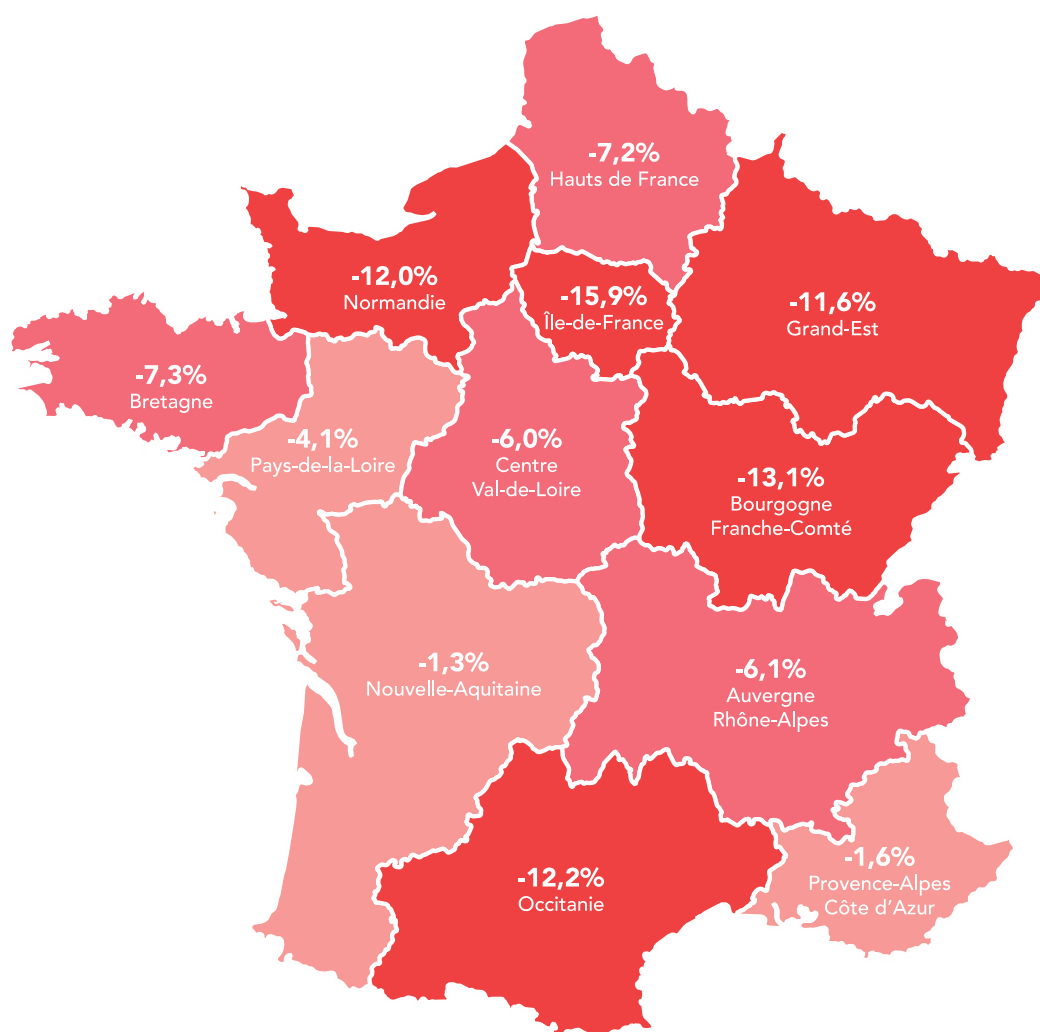 -7,2%
Hauts de France
-12,0%
Normandie
-15,9%
Île-de-France
-11,6%
Grand-Est
-7,3%
Bretagne
-4,1%
Pays-de-la-Loire
-6,0%
Centre
Val-de-Loire
-13,1%
Bourgogne
Franche-Comté
-1,3%
Nouvelle-Aquitaine
-6,1%
Auvergne
Rhône-Alpes
-12,2%
Occitanie
-1,6%
Provence-Alpes
Côte d’Azur